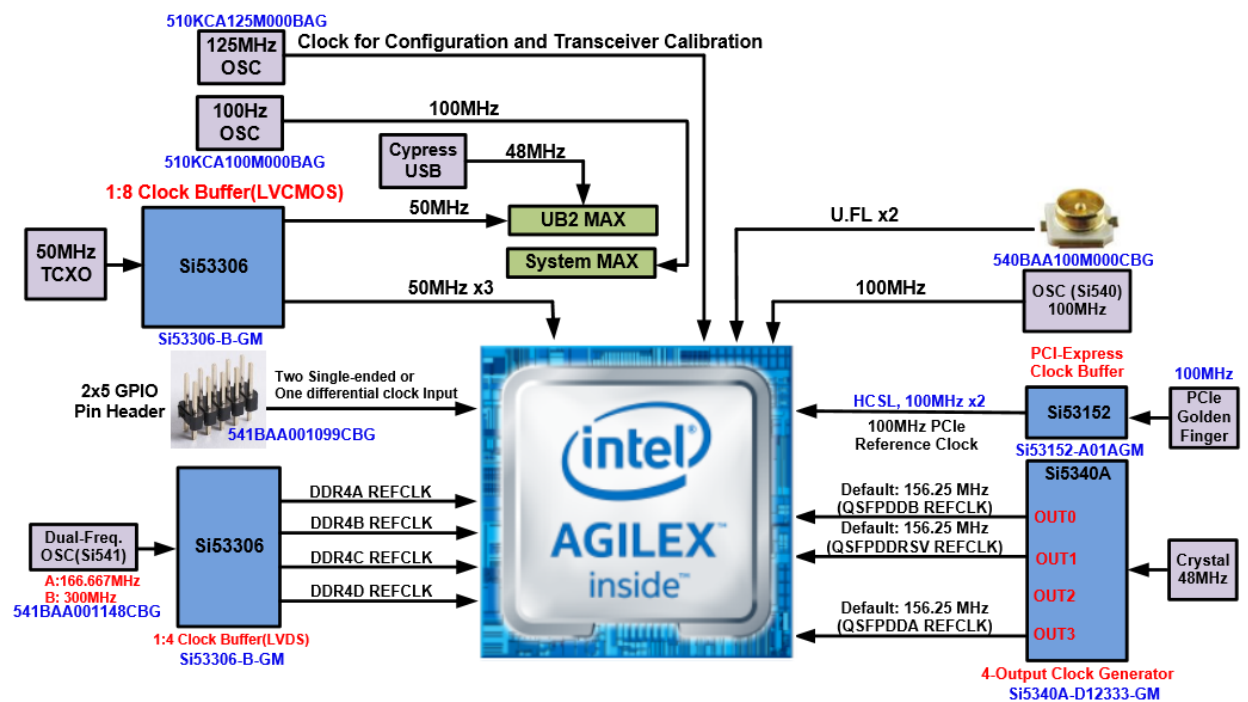 510KCA125M000BAG
125MHz
OSC
Clock for Configuration and Transceiver Calibration
100Hz
OSC
100MHz
510KCA100M000BAG
Cypress
USB
48MHz
1:8 Clock Buffer(LVCMOS)
50MHz
UB2 MAX
U.FL x2
50MHz
TCXO
Si53306
System MAX
540BAA100M000CBG
50MHz x3
100MHz
OSC (Si540)
100MHz
Si53306-B-GM
PCI-Express
Clock Buffer
2x5 GPIO
Pin Header
Two Single-ended or
One differential clock Input
541BAA001099CBG
HCSL, 100MHz x2
100MHz PCIe
Reference Clock
Si53152
100MHz
PCIe
Golden
Finger
Si53152-A01AGM
intel
AGILEX™
inside™
Dual-Freq.
OSC(Si541)
A:166.667MHz
B: 300MHz
541BAA001148CBG
Si53306
DDR4A REFCLK
DDR4B REFCLK
DDR4C REFCLK
DDR4D REFCLK
1:4 Clock Buffer(LVDS)
Si53306-B-GM
Si5340A
Default: 156.25 MHz
(QSFPDDB REFCLK)
OUT0
Default: 156.25 MHz
(QSFPDDRSV REFCLK)
OUT1
OUT2
Default: 156.25 MHz
(QSFPDDA REFCLK)
OUT3
Crystal
48MHz
4-Output Clock Generator
Si5340A-D12333-GM